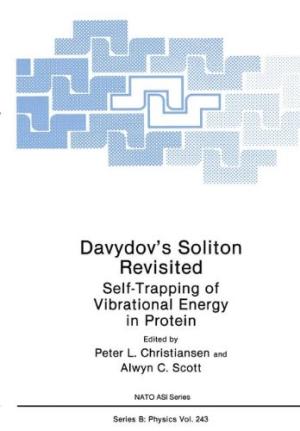 Davydov's Soliton
Revisited
Self-Trapping of
Vibrational Energy
in Protein
Edited by
Peter L. Christiansen and
Alwyn C. Scott
NATO ASI Series
Series B: Physics Vol. 243